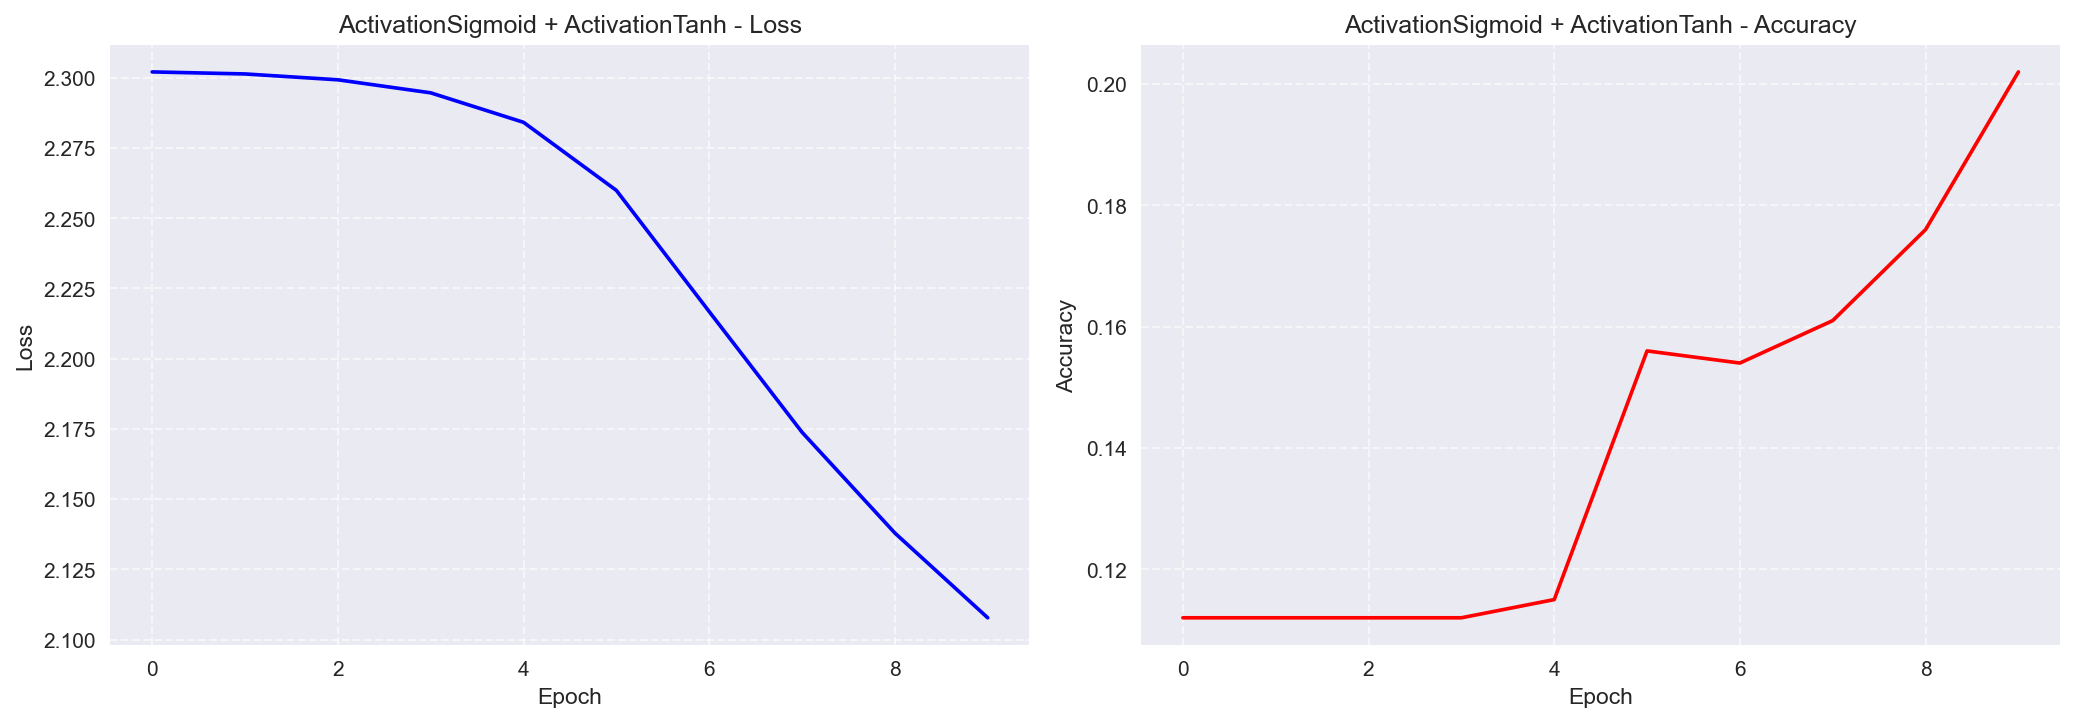 ActivationSigmoid + ActivationTanh - Loss
Loss
2.300
2.275
2.250
2.225
2.200
2.175
2.150
2.125
2.100
0 2 4 6 8
Epoch
ActivationSigmoid + ActivationTanh - Accuracy
Accuracy
0.20
0.18
0.16
0.14
0.12
0 2 4 6 8
Epoch